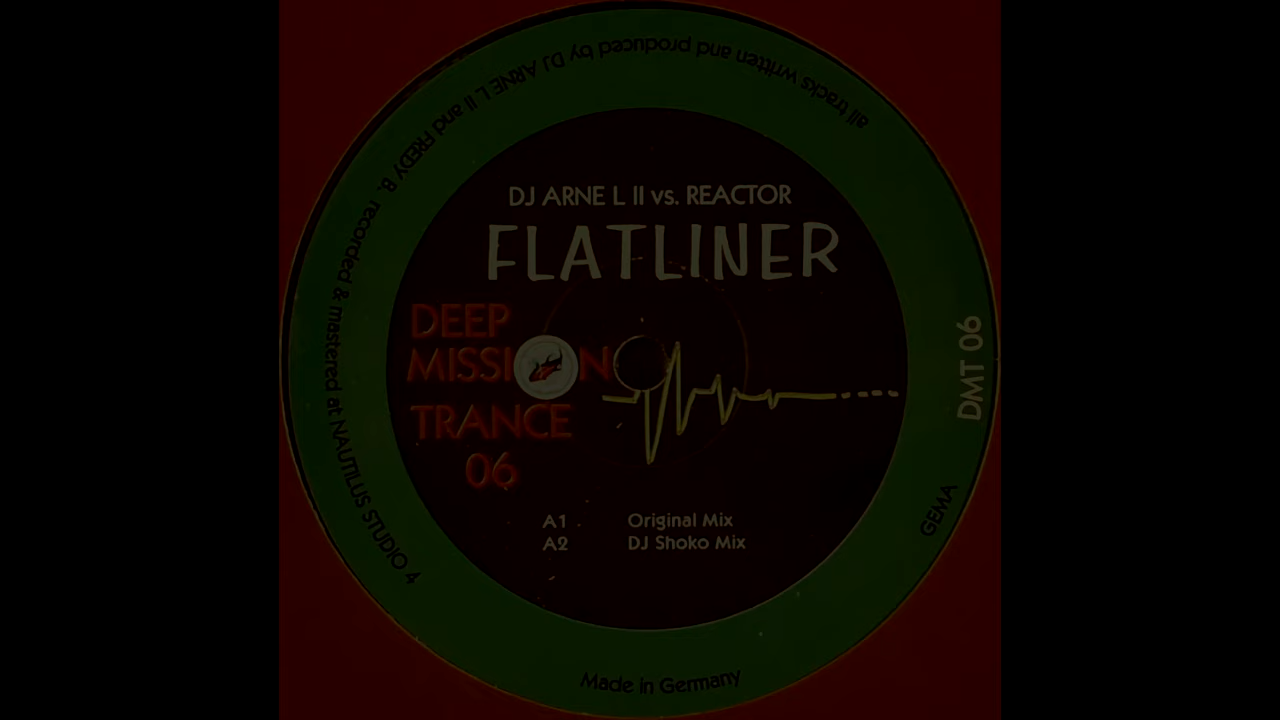 all tracks written and produced by DJ ARNE L II and FREDY B. recorded & mastered at NAUTILUS STUDIO 4
DJ ARNE L II vs. REACTOR
FLATLINER
DEEP
MISSION
TRANCE
06
DMT 06
GEMA
A1 Original Mix
A2 DJ Shoko Mix
Made in Germany